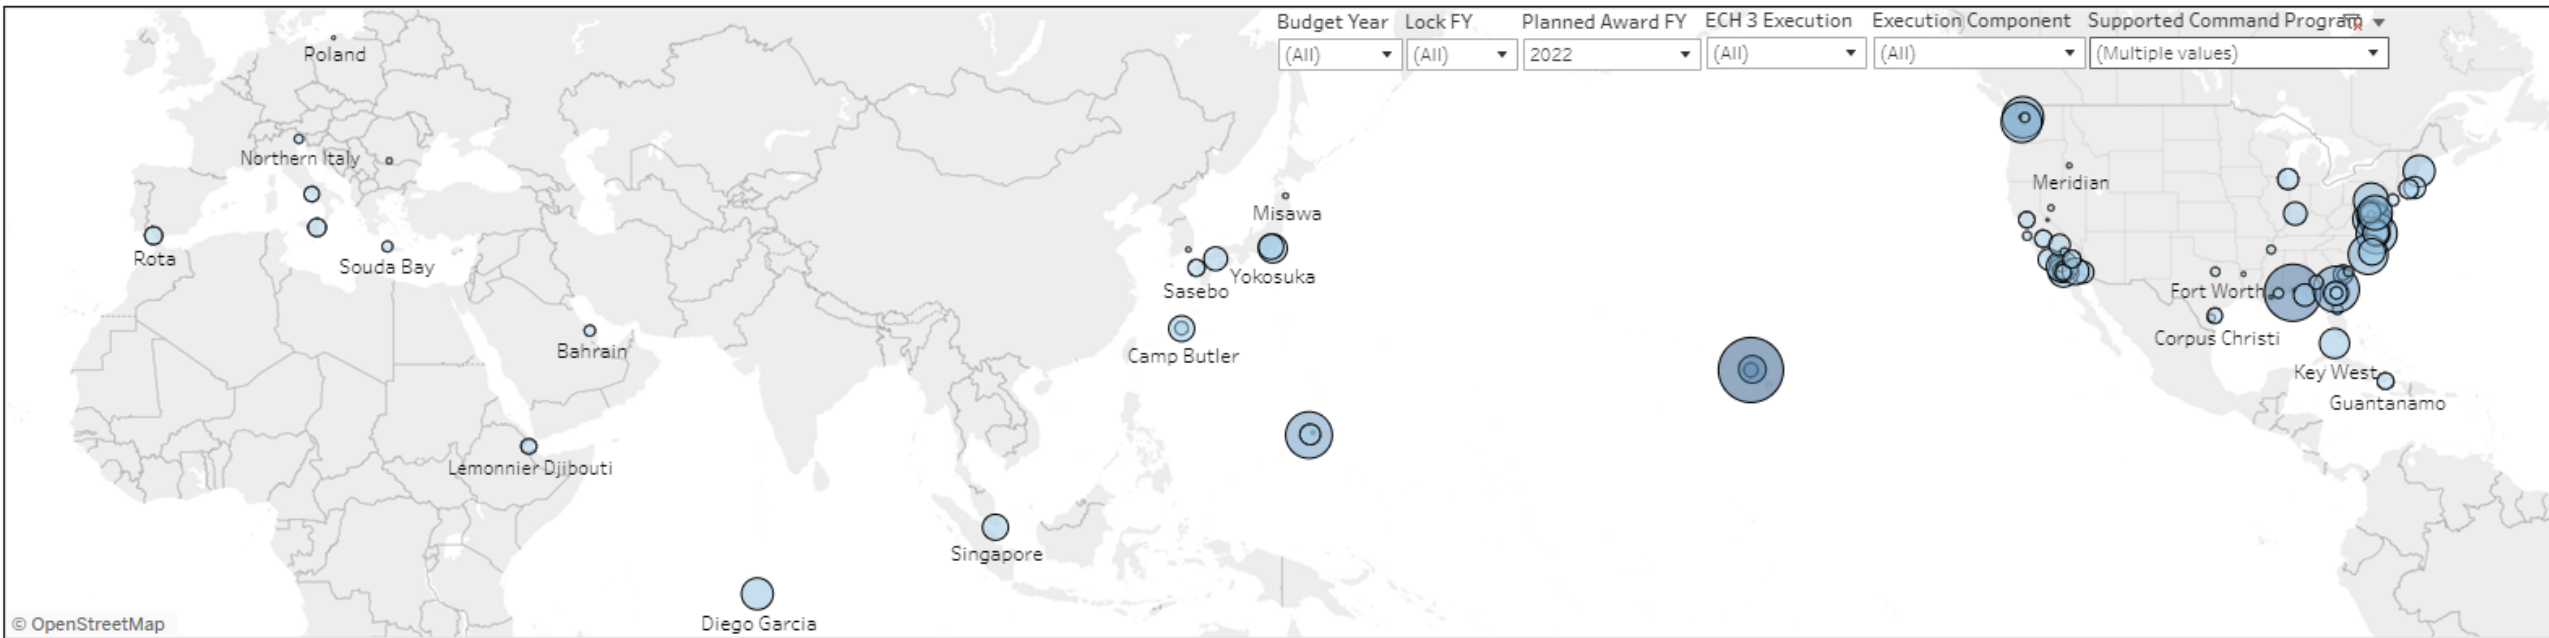 Budget Year
Lock FY
Planned Award FY
ECH 3 Execution
Execution Component
Supported Command Program
(All)
(All)
2022
(All)
(All)
(Multiple values)
Poland
Northern Italy
Meridian
Misawa
Rota
Souda Bay
Yokosuka
Sasebo
Fort Worth
Corpus Christi
Bahrain
Camp Butler
Key West
Guantanamo
Lemonnier Djibouti
Singapore
Diego Garcia
© OpenStreetMap